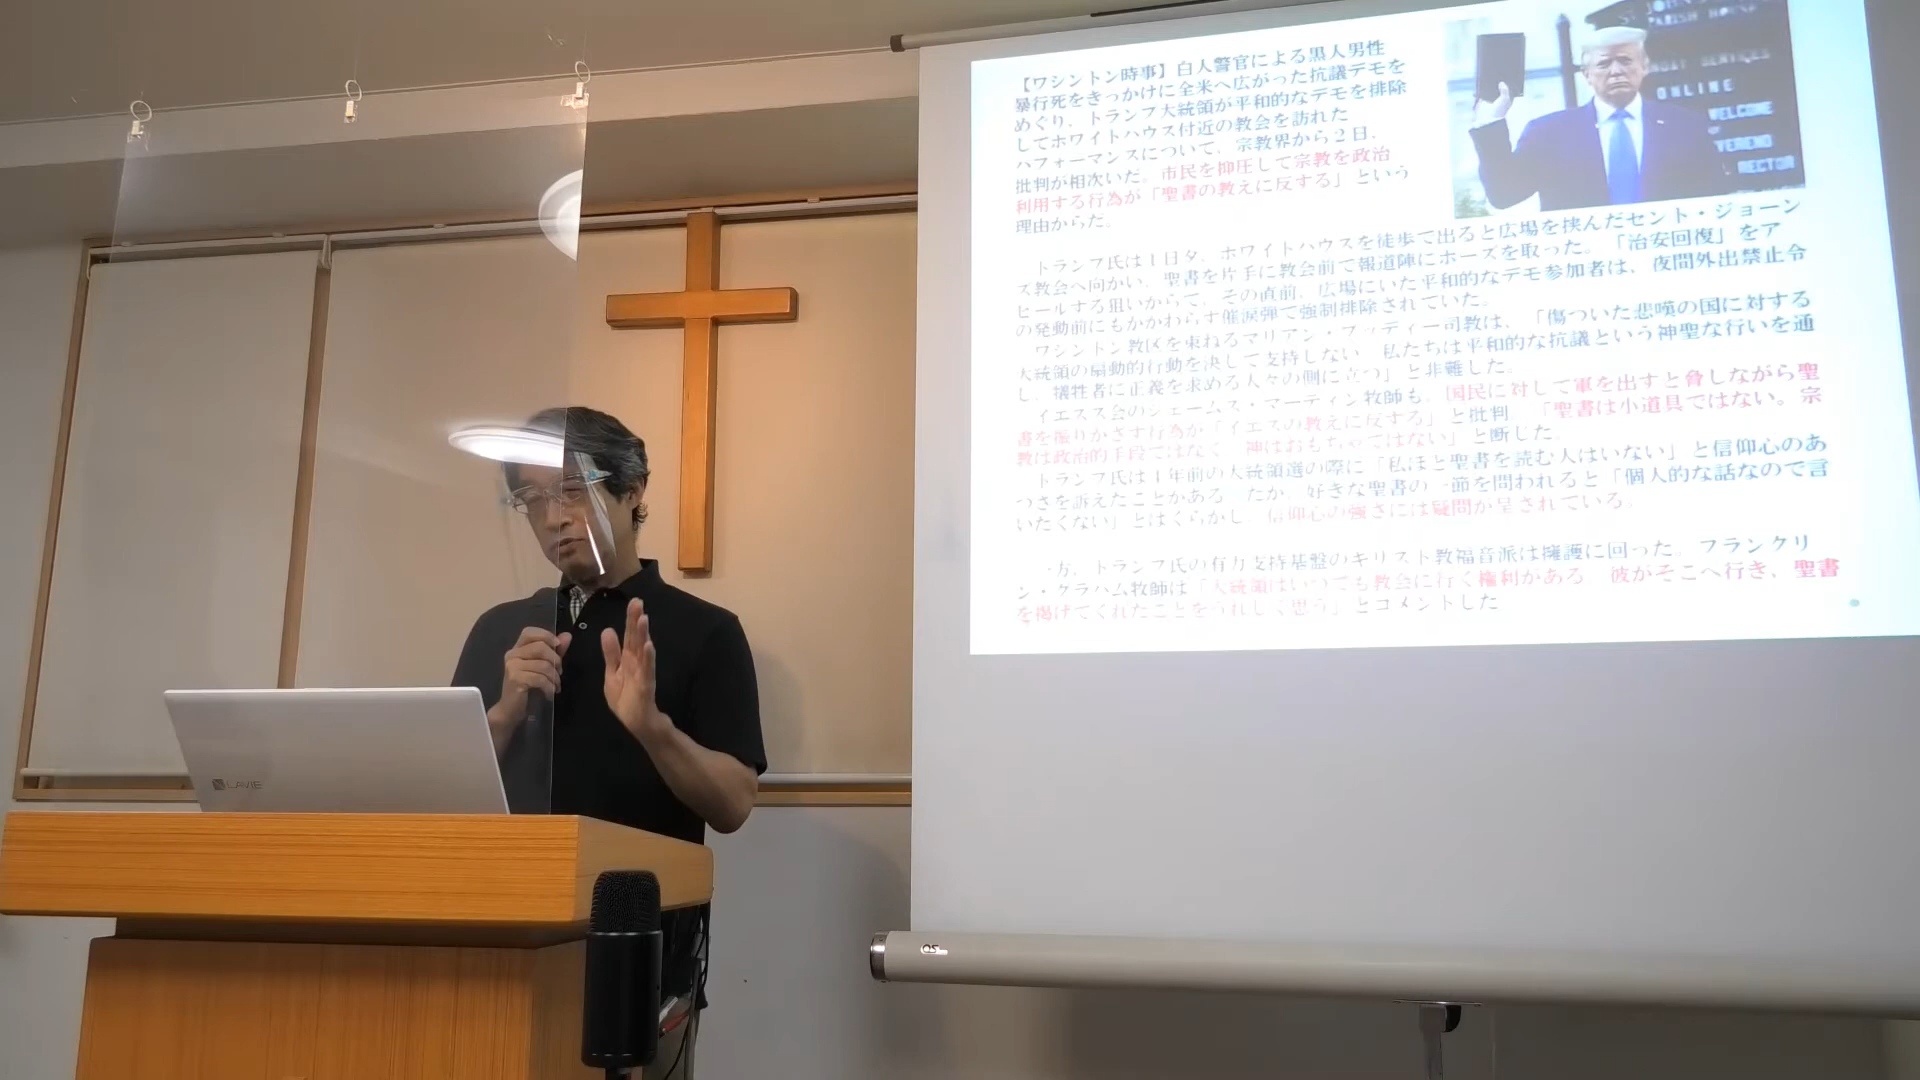 【ワシントン時事】白人警官による黒人男性
暴行死をきっかけに全米へ広がった抗議デモを
めぐり、トランプ大統領が平和的なデモを排除
してホワイトハウス付近の教会を訪れた
パフォーマンスについて、宗教界から2日、
批判が相次いだ。市民を抑圧して宗教を政治
利用する行為が「聖書の教えに反する」という
理由からだ。
トランプ氏は1日夕、ホワイトハウスを徒歩で出ると広場を挟んだセント・ジョーン
ズ教会へ向かい、聖書を片手に教会前で報道陣にポーズを取った。「治安回復」をア
ピールする狙いからで、その直前、広場にいた平和的なデモ参加者は、夜間外出禁止令
の発動前にもかかわらず催涙弾で強制排除されていた。
ワシントン教区を束ねるマリアン・ブッディー司教は、「傷ついた悲嘆の国に対する
大統領の扇動的行動を決して支持しない。私たちは平和的な抗議という神聖な行いを通
し、犠牲者に正義を求める人々の側に立つ」と非難した。
イエズス会のジェームス・マーティン牧師も、国民に対して軍を出すと脅しながら聖
書を振りかざす行為が「イエスの教えに反する」と批判。「聖書は小道具ではない。宗
教は政治的手段ではなく、神はおもちゃではない」と断じた。
トランプ氏は4年前の大統領選の際に「私ほど聖書を読む人はいない」と信仰心のあ
つさを訴えたことがある。だが、好きな聖書の一節を問われると「個人的な話なので言
いたくない」とはぐらかし、信仰心の強さには疑問が呈されている。
一方、トランプ氏の有力支持基盤のキリスト教福音派は擁護に回った。フランクリ
ン・グラハム牧師は「大統領はいつでも教会に行く権利がある。彼がそこへ行き、聖書
を掲げてくれたことをうれしく思う」とコメントした
ST JOHN'S
PARISH HOUSE
HOLY SERVICES
ONLINE
WELCOME
RECTOR
LAVIE